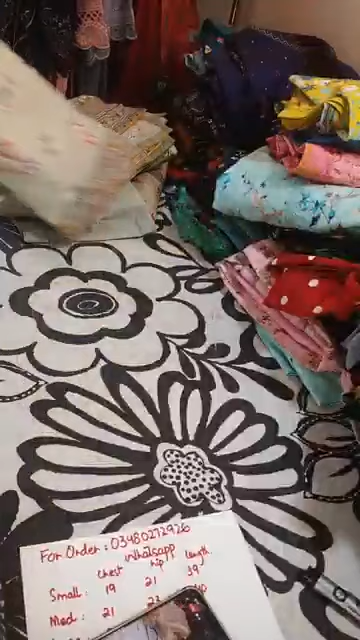 For Order : 03480272926
Whatsapp
chest hip length
Small : 19 21 39
Med : 21 23